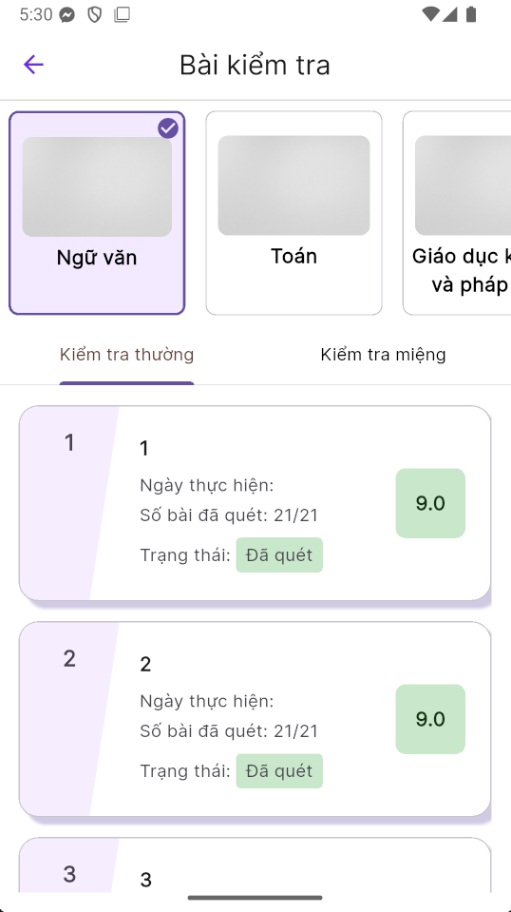 5:30
Bài kiểm tra
Ngữ văn
Toán
Giáo dục k
và pháp
Kiểm tra thường
Kiểm tra miệng
1
1
Ngày thực hiện:
Số bài đã quét: 21/21
Trạng thái: Đã quét
9.0
2
2
Ngày thực hiện:
Số bài đã quét: 21/21
Trạng thái: Đã quét
9.0
3
3